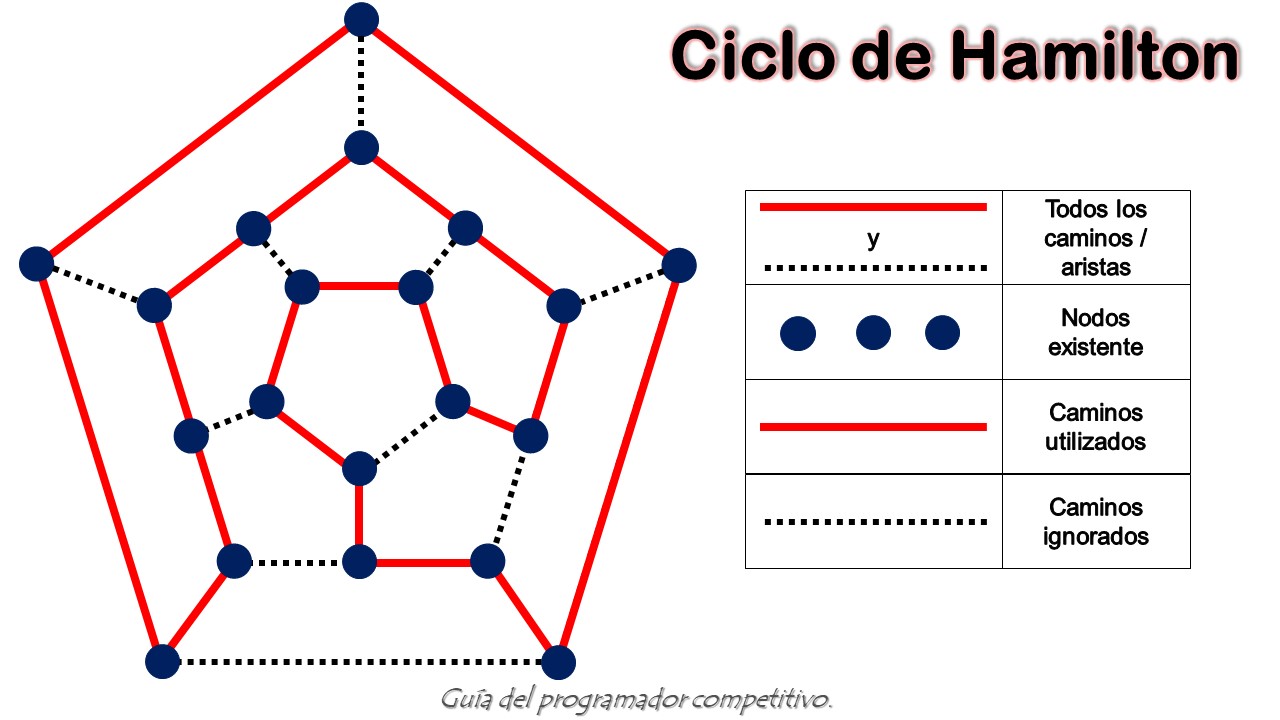 Ciclo de Hamilton
y
Todos los
caminos /
aristas
Nodos
existente
Caminos
utilizados
Caminos
ignorados
Guía del programador competitivo.